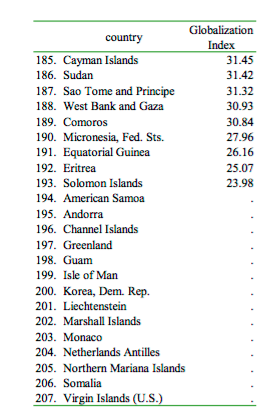 country Globalization Index
185. Cayman Islands 31.45
186. Sudan 31.42
187. Sao Tome and Principe 31.32
188. West Bank and Gaza 30.93
189. Comoros 30.84
190. Micronesia, Fed. Sts. 27.96
191. Equatorial Guinea 26.16
192. Eritrea 25.07
193. Solomon Islands 23.98
194. American Samoa .
195. Andorra .
196. Channel Islands .
197. Greenland .
198. Guam .
199. Isle of Man .
200. Korea, Dem. Rep. .
201. Liechtenstein .
202. Marshall Islands .
203. Monaco .
204. Netherlands Antilles .
205. Northern Mariana Islands .
206. Somalia .
207. Virgin Islands (U.S.) .